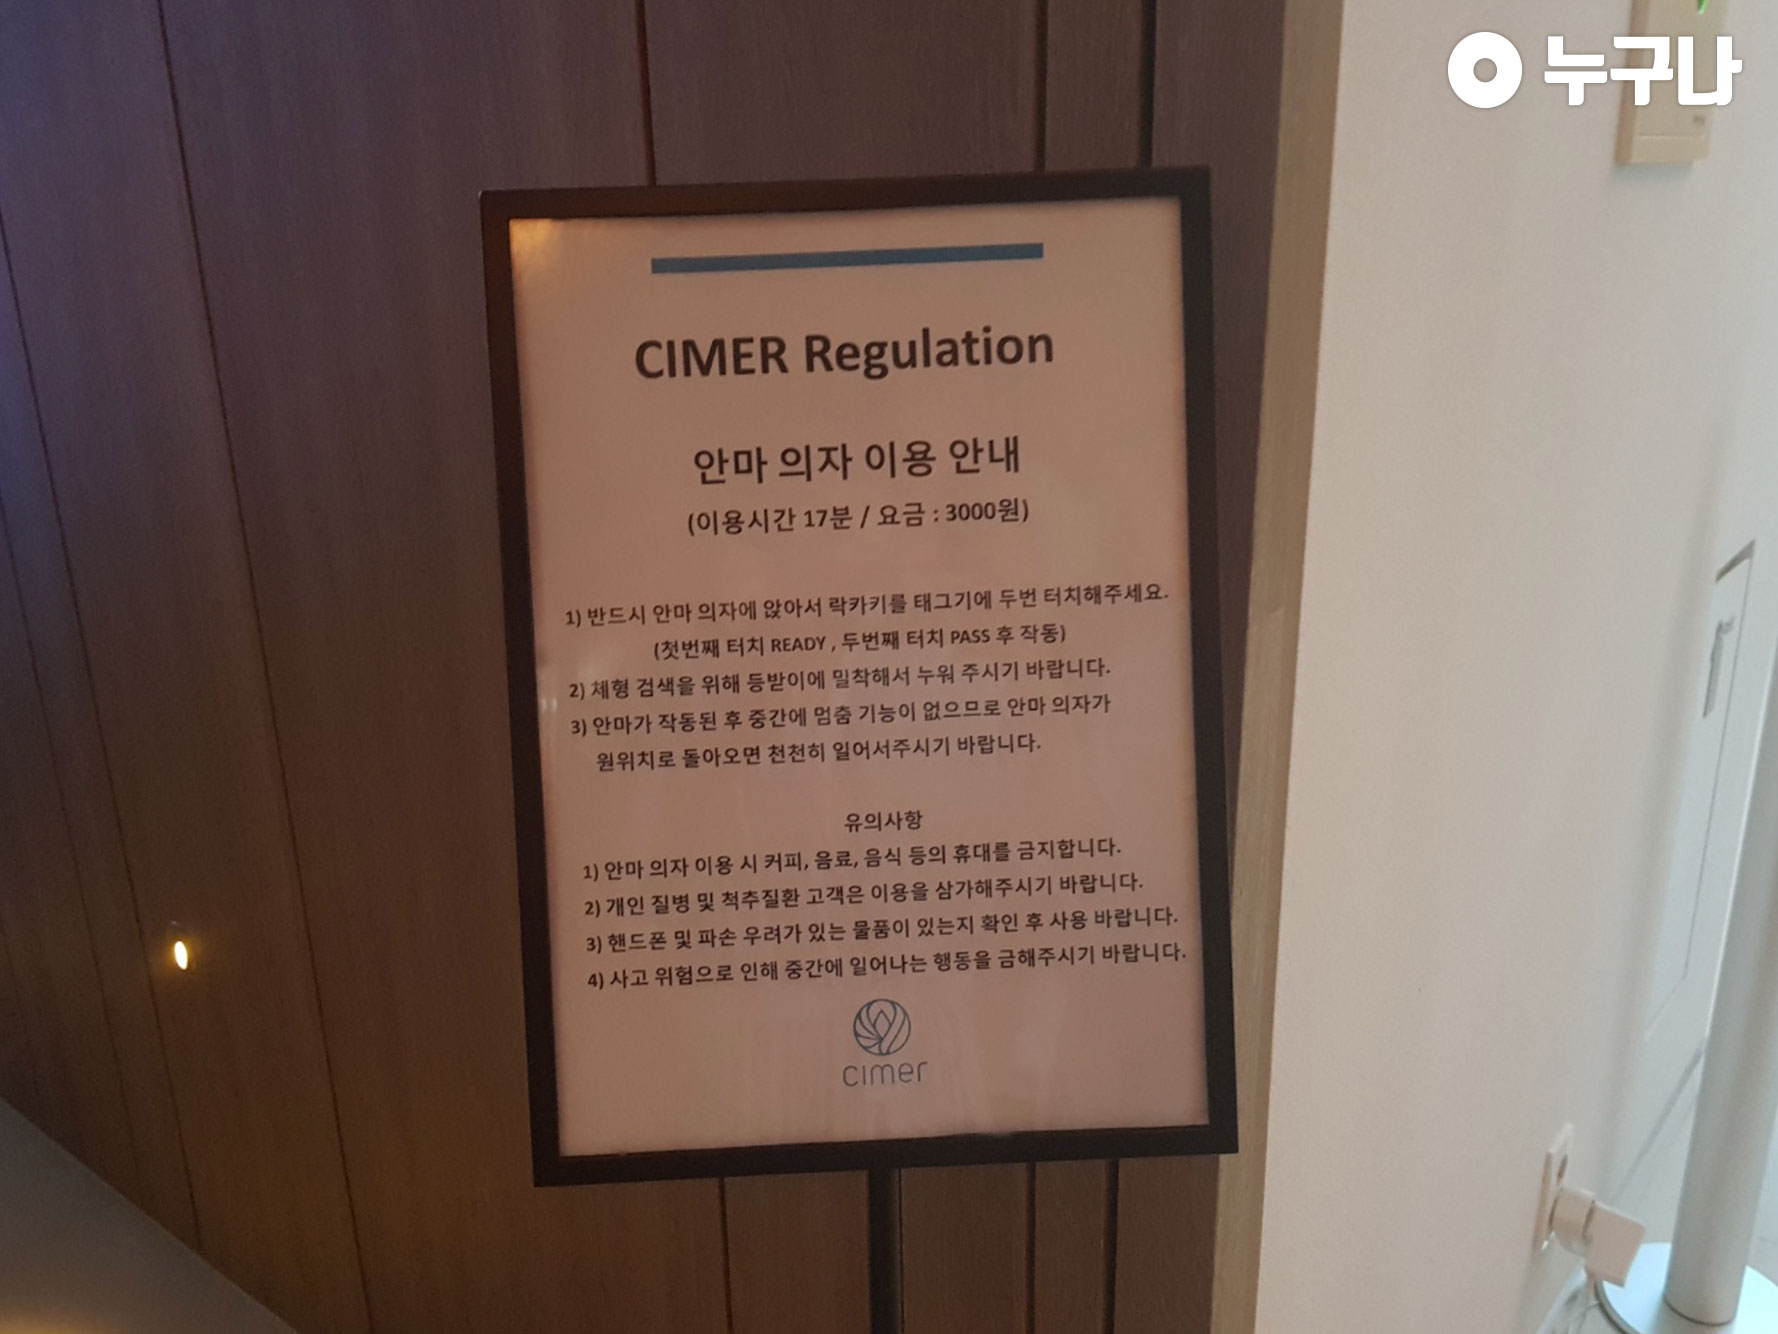 누구나
CIMER Regulation
안마 의자 이용 안내
(이용시간 17분 / 요금 : 3000원)
1) 반드시 안마 의자에 앉아서 락카키를 태그기에 두번 터치해주세요.
(첫번째 터치 READY , 두번째 터치 PASS 후 작동)
2) 체형 검색을 위해 등받이에 밀착해서 누워 주시기 바랍니다.
3) 안마가 작동된 후 중간에 멈춤 기능이 없으므로 안마 의자가
원위치로 돌아오면 천천히 일어서주시기 바랍니다.
유의사항
1) 안마 의자 이용 시 커피, 음료, 음식 등의 휴대를 금지합니다.
2) 개인 질병 및 척추질환 고객은 이용을 삼가해주시기 바랍니다.
3) 핸드폰 및 파손 우려가 있는 물품이 있는지 확인 후 사용 바랍니다.
4) 사고 위험으로 인해 중간에 일어나는 행동을 금해주시기 바랍니다.
cimer